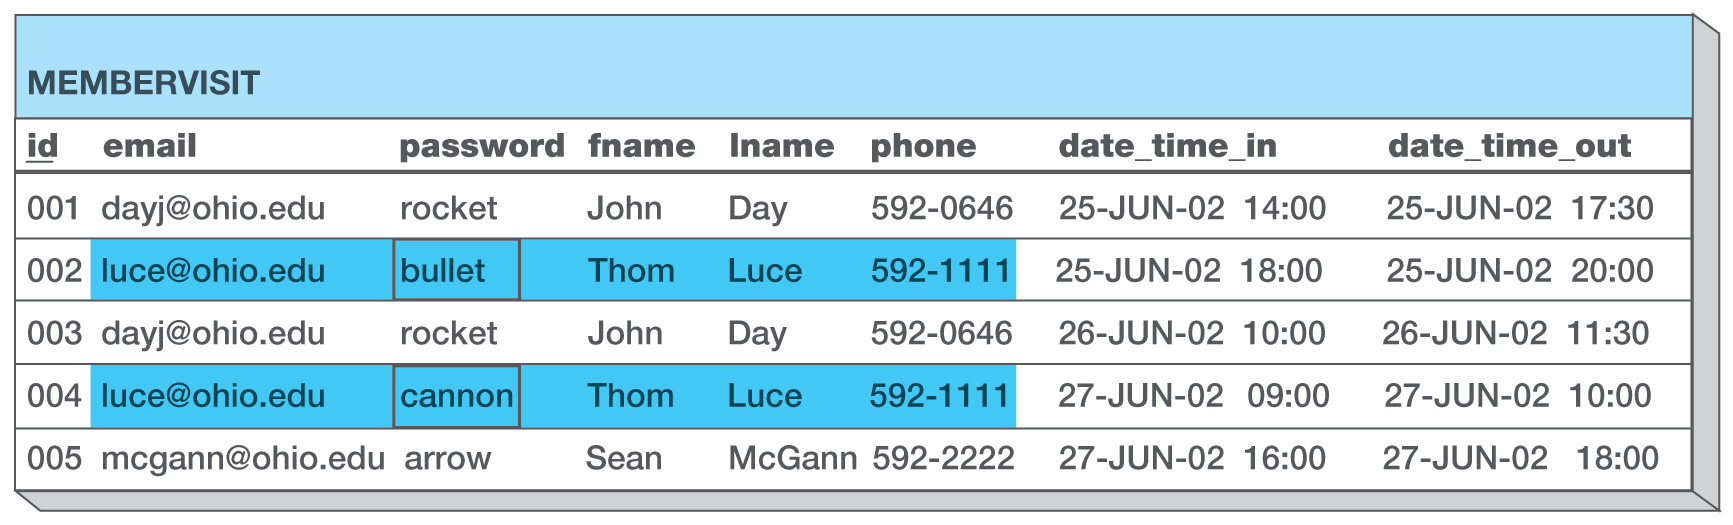 MEMBERVISIT
id email password fname lname phone date_time_in date_time_out
001 dayj@ohio.edu rocket John Day 592-0646 25-JUN-02 14:00 25-JUN-02 17:30
002 luce@ohio.edu bullet Thom Luce 592-1111 25-JUN-02 18:00 25-JUN-02 20:00
003 dayj@ohio.edu rocket John Day 592-0646 26-JUN-02 10:00 26-JUN-02 11:30
004 luce@ohio.edu cannon Thom Luce 592-1111 27-JUN-02 09:00 27-JUN-02 10:00
005 mcgann@ohio.edu arrow Sean McGann 592-2222 27-JUN-02 16:00 27-JUN-02 18:00